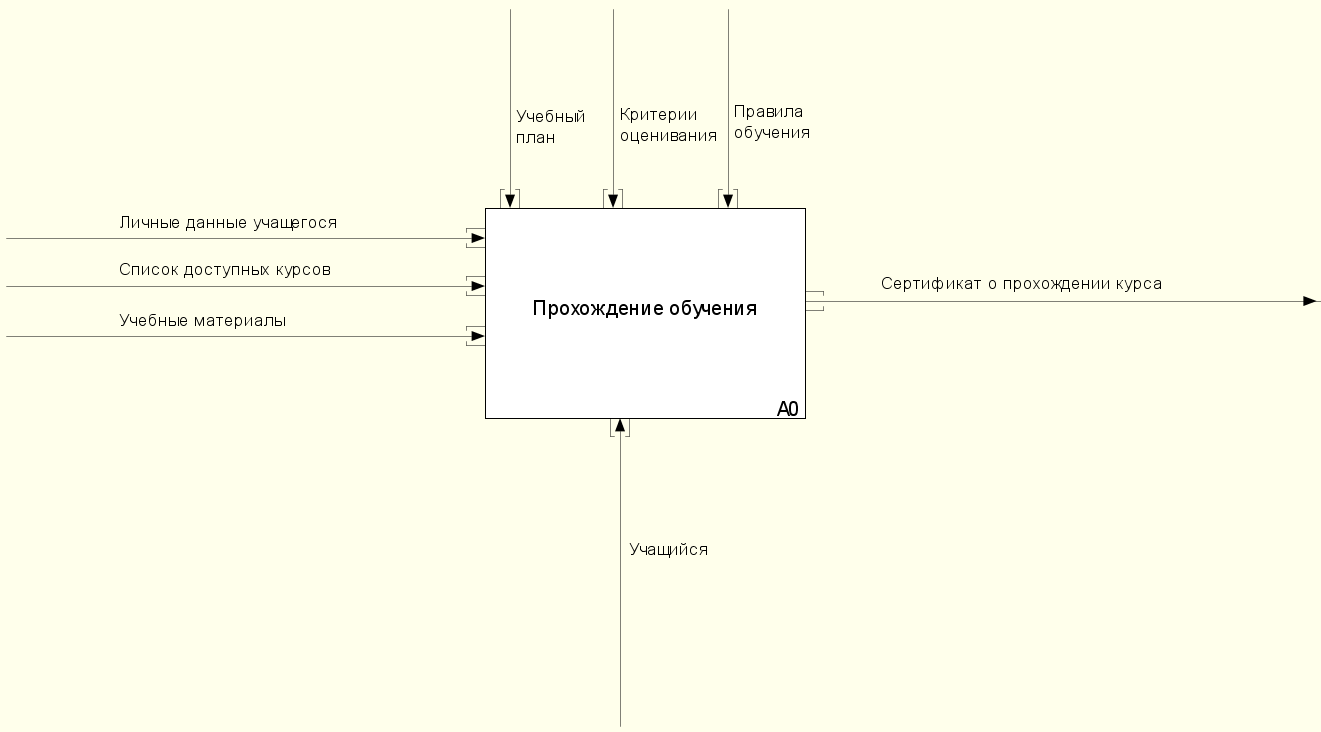 Учебный
план
Критерии
оценивания
Правила
обучения
Личные данные учащегося
Список доступных курсов
Учебные материалы
Прохождение обучения
A0
Сертификат о прохождении курса
Учащийся